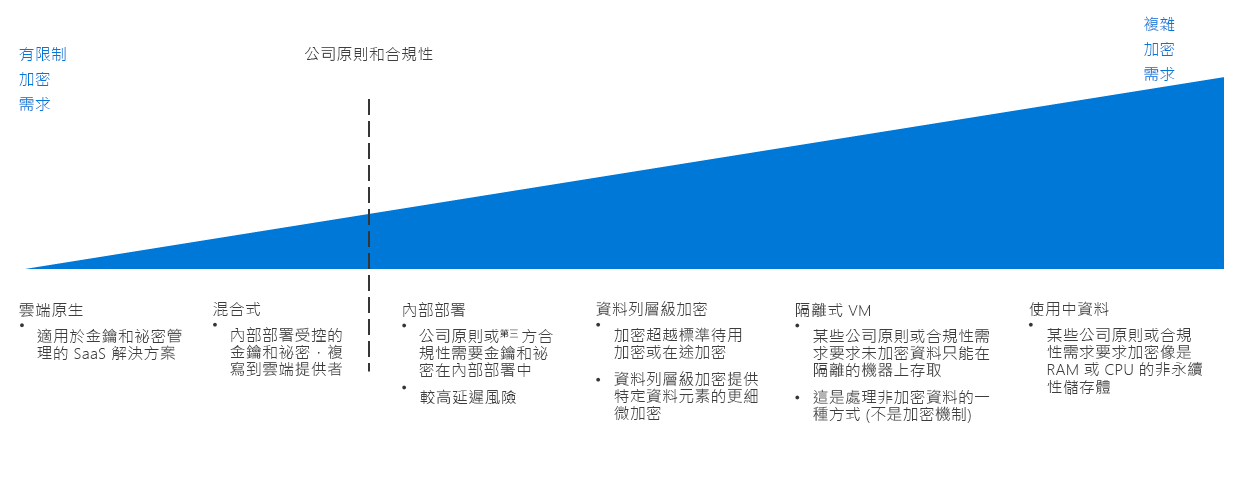 有限制
加密
需求
公司原則和合規性
複雜
加密
需求
雲端原生
• 適用於金鑰和祕密管
理的 SaaS 解決方案
混合式
• 內部部署受控的
金鑰和祕密，複
寫到雲端提供者
內部部署
• 公司原則或第三方合
規性需要金鑰和祕
密在內部部署中
• 較高延遲風險
資料列層級加密
• 加密超越標準待用
加密或在途加密
• 資料列層級加密提供
特定資料元素的更細
微加密
隔離式 VM
• 某些公司原則或合規性需
求要求未加密資料只能在
隔離的機器上存取
• 這是處理非加密資料的一
種方式 (不是加密機制)
使用中資料
• 某些公司原則或合規
性需求要求加密像是
RAM 或 CPU 的非永續
性儲存體